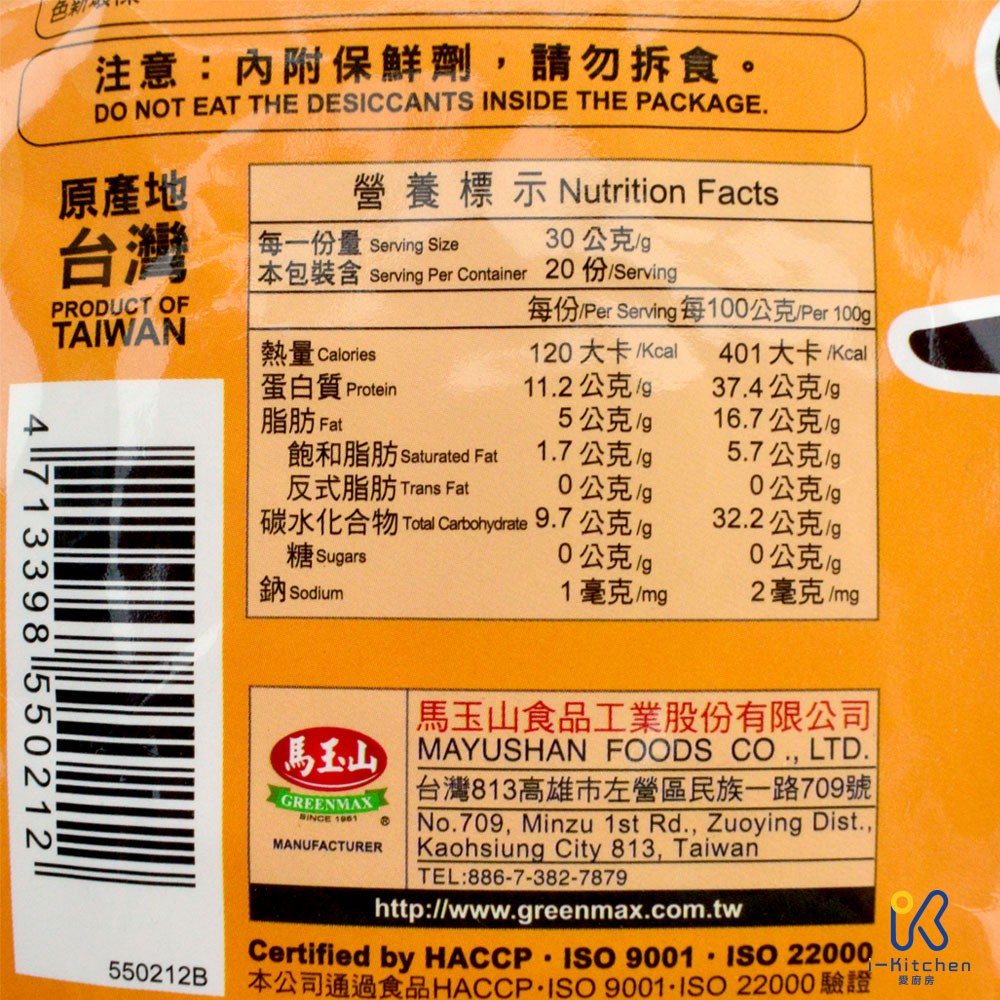 注意：內附保鮮劑，請勿拆食。
DO NOT EAT THE DESICCANTS INSIDE THE PACKAGE.
原產地
台灣
PRODUCT OF
TAIWAN
營養標示 Nutrition Facts
每一份量 Serving Size 30 公克/g
本包裝含 Serving Per Container 20 份/Serving
每份/Per Serving 每100公克/Per 100g
熱量 Calories 120 大卡/Kcal 401 大卡/Kcal
蛋白質 Protein 11.2 公克/g 37.4 公克/g
脂肪 Fat 5 公克/g 16.7 公克/g
飽和脂肪 Saturated Fat 1.7 公克/g 5.7 公克/g
反式脂肪 Trans Fat 0 公克/g 0 公克/g
碳水化合物 Total Carbohydrate 9.7 公克/g 32.2 公克/g
糖 Sugars 0 公克/g 0 公克/g
鈉 Sodium 1 毫克/mg 2 毫克/mg
4 713398 550212
550212B
馬玉山
GREENMAX
SINCE 1961 ®
MANUFACTURER
馬玉山食品工業股份有限公司
MAYUSHAN FOODS CO., LTD.
台灣813高雄市左營區民族一路709號
No.709, Minzu 1st Rd., Zuoying Dist.,
Kaohsiung City 813, Taiwan
TEL:886-7-382-7879
http://www.greenmax.com.tw
Certified by HACCP · ISO 9001 · ISO 22000
本公司通過食品HACCP·ISO 9001·ISO 22000 驗證
i-Kitchen
愛廚房